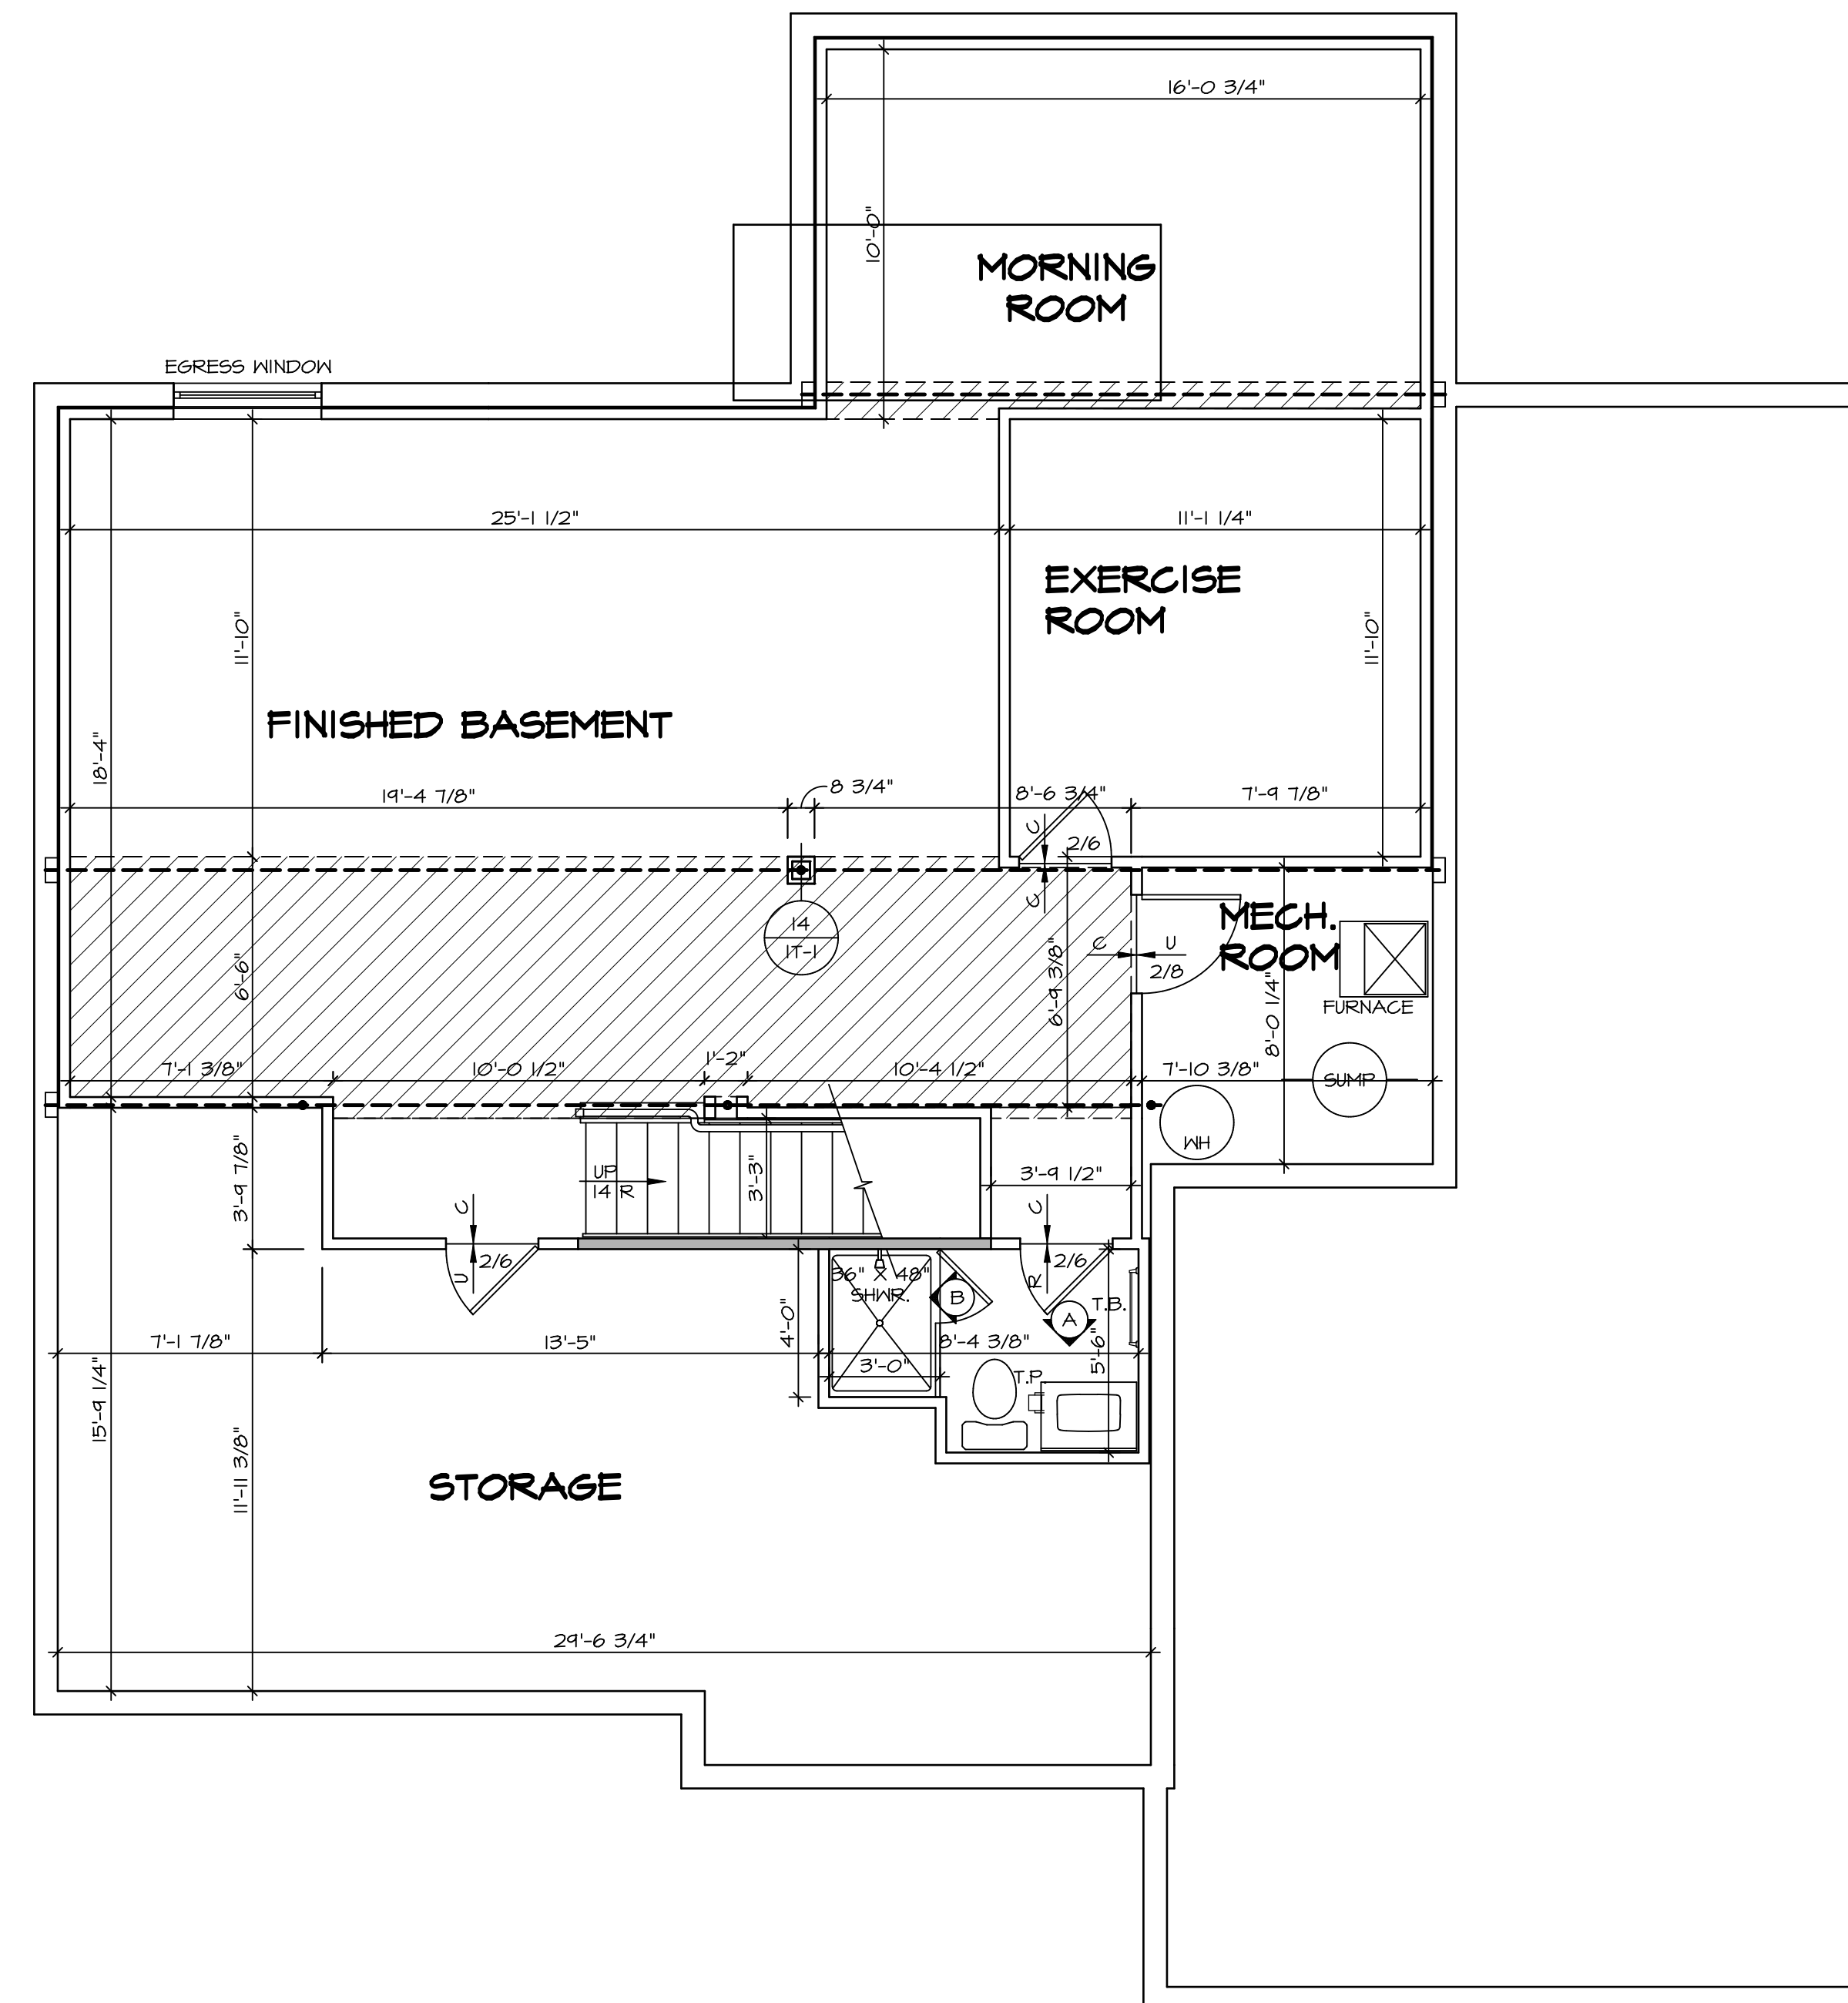 16'-0 3/4"
10'-0"
MORNING
ROOM
EGRESS WINDOW
25'-1 1/2"
11'-1 1/4"
EXERCISE
ROOM
11'-10"
11'-10"
FINISHED BASEMENT
18'-4"
19'-4 7/8"
8 3/4"
8'-6 3/4"
7'-9 7/8"
C
2/6
C
14
1T-1
MECH.
ROOM
C
U
2/8
6'-6"
6'-9 3/8"
8'-0 1/4"
FURNACE
7'-1 3/8"
10'-0 1/2"
1'-2"
10'-4 1/2"
7'-10 3/8"
SUMP
WH
3'-9 7/8"
UP
14 R
3'-3"
3'-9 1/2"
C
C
2/6
U
2/6
R
36" X 48"
SHWR.
B
A
T.B.
7'-1 7/8"
13'-5"
4'-0"
8'-4 3/8"
5'-6"
3'-0"
T.P.
15'-9 1/4"
11'-11 3/8"
STORAGE
29'-6 3/4"